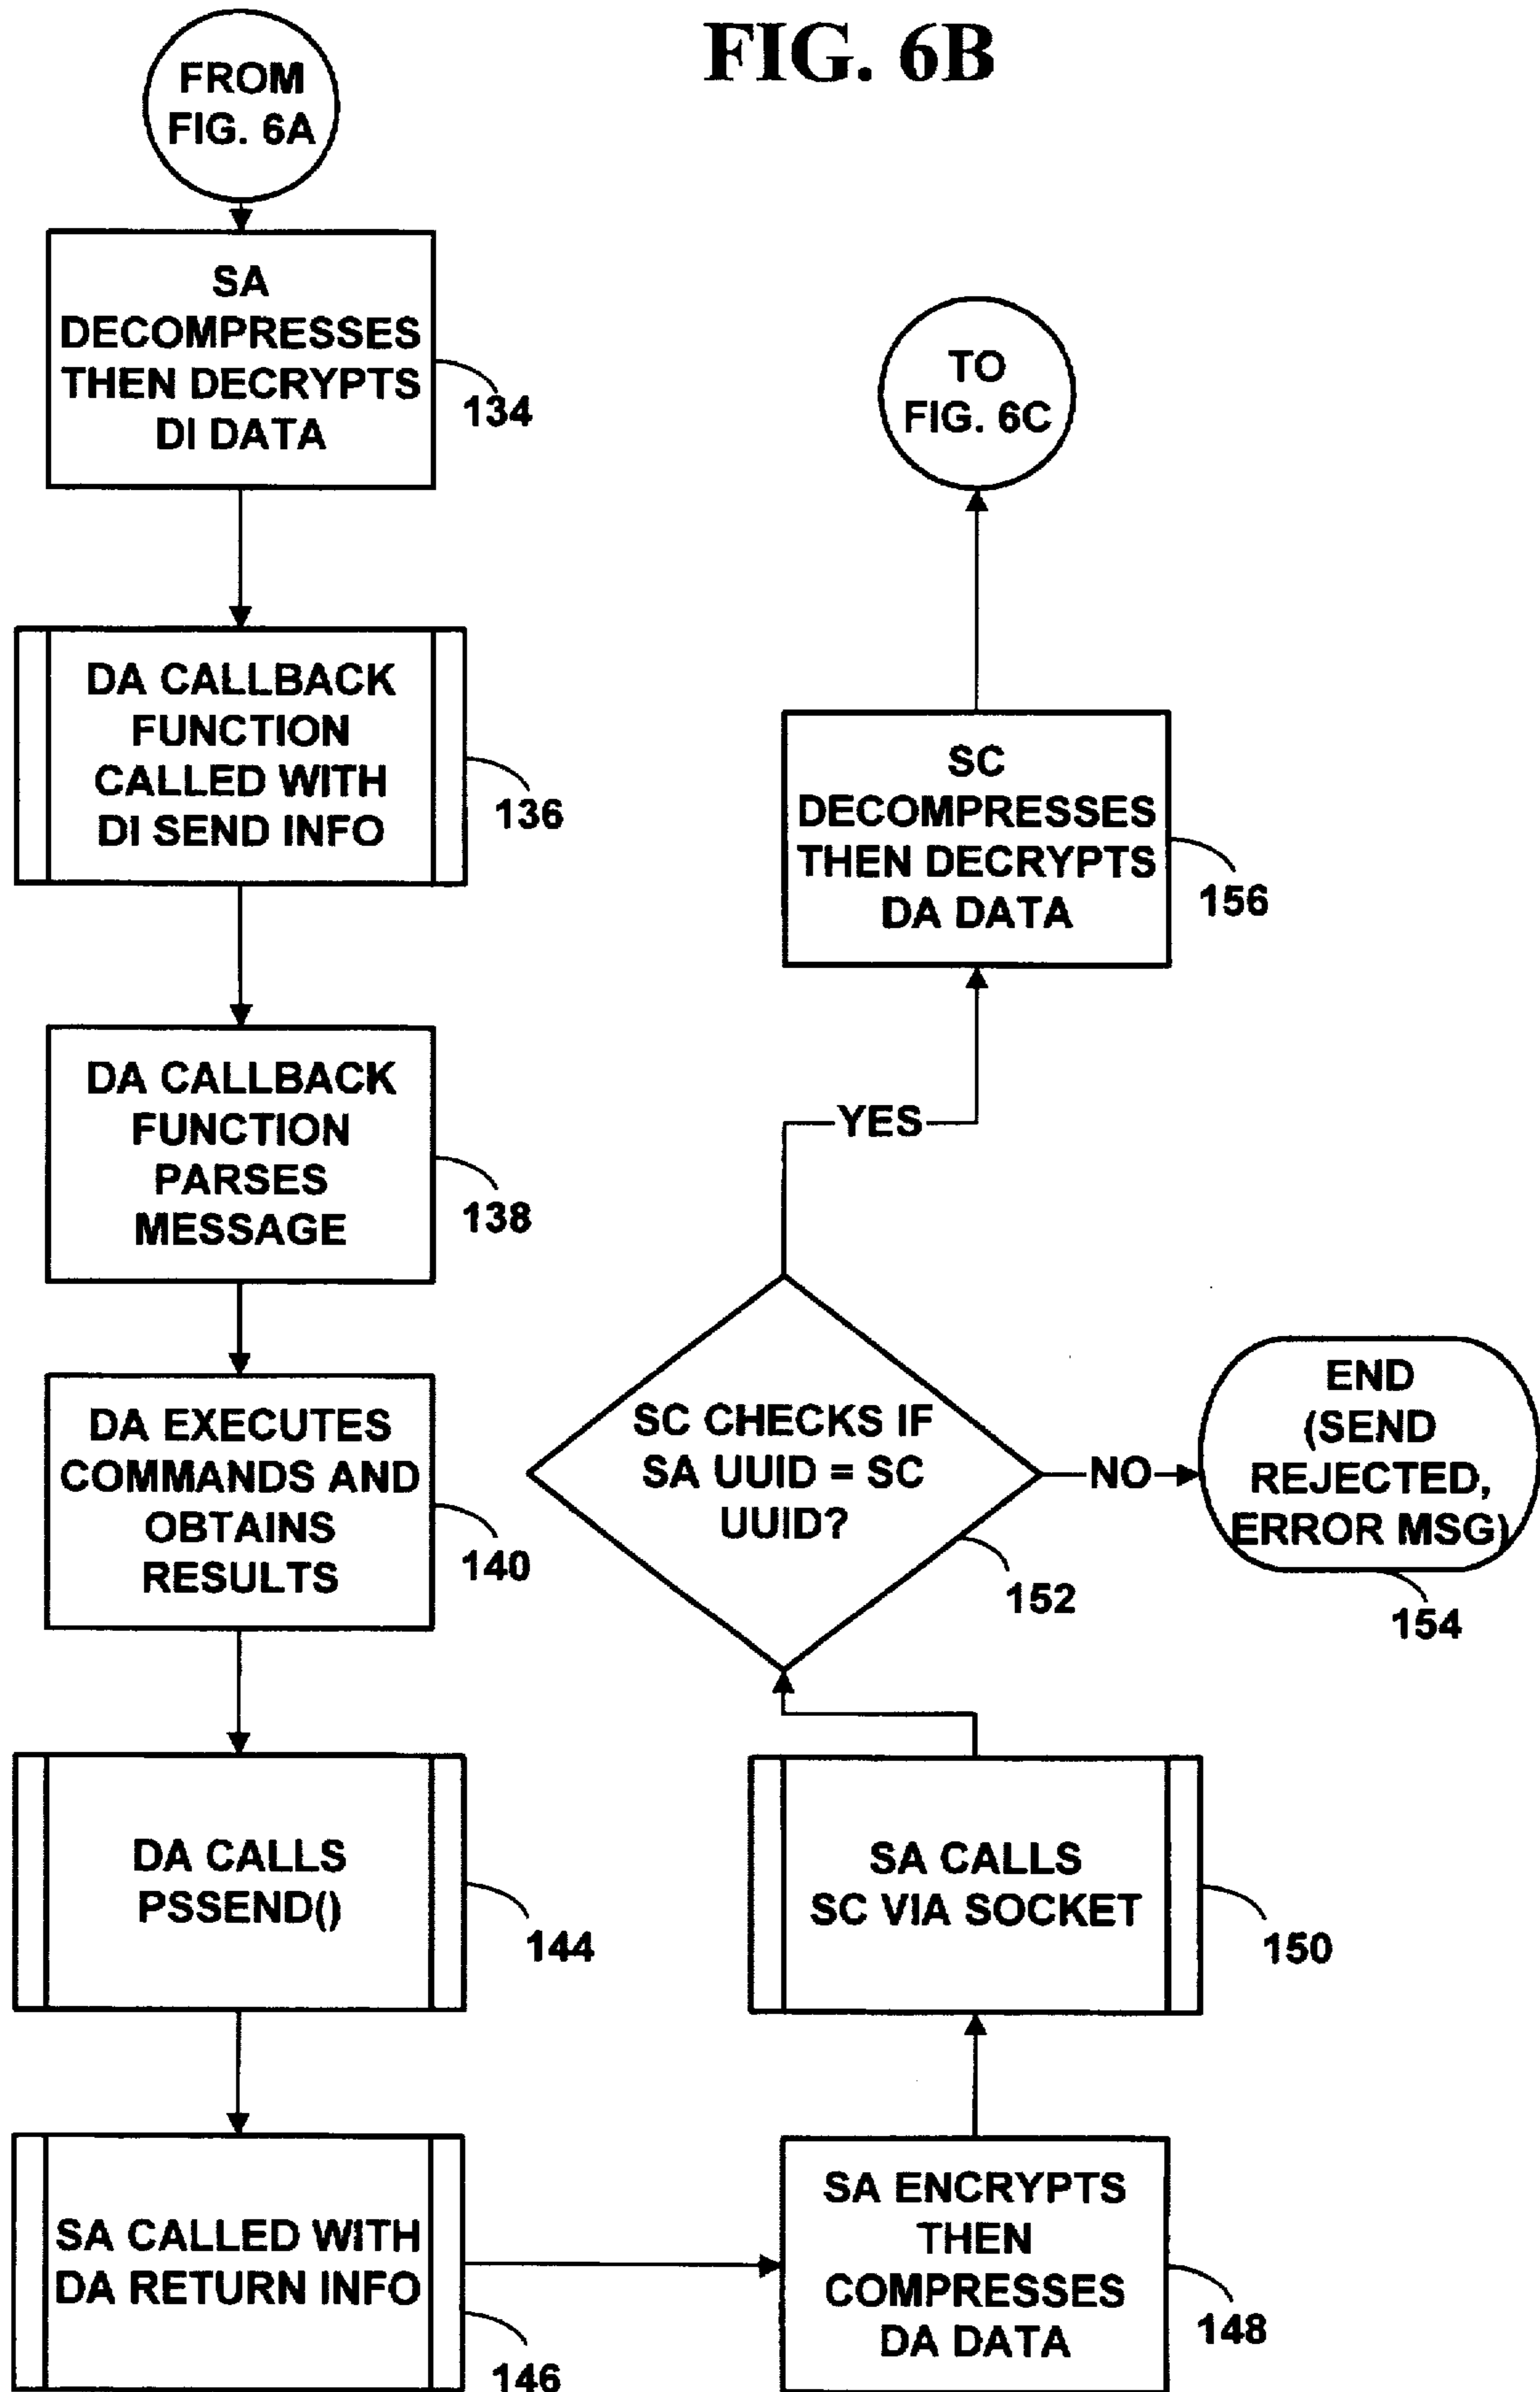 FIG. 6B
FROM
FIG. 6A
SA
DECOMPRESSES
THEN DECRYPTS
DI DATA
134
DA CALLBACK
FUNCTION
CALLED WITH
DI SEND INFO
136
DA CALLBACK
FUNCTION
PARSES
MESSAGE
138
DA EXECUTES
COMMANDS AND
OBTAINS
RESULTS
140
DA CALLS
PSSEND()
144
SA CALLED WITH
DA RETURN INFO
146
SA ENCRYPTS
THEN
COMPRESSES
DA DATA
148
SA CALLS
SC VIA SOCKET
150
SC CHECKS IF
SA UUID = SC
UUID?
152
NO
END
(SEND
REJECTED,
ERROR MSG)
154
YES
SC
DECOMPRESSES
THEN DECRYPTS
DA DATA
156
TO
FIG. 6C